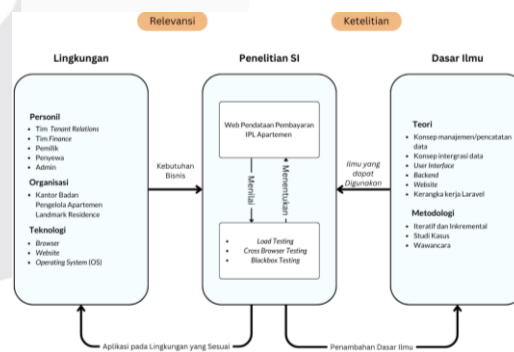 Relevansi
Ketelitian
Lingkungan
Penelitian SI
Dasar Ilmu
Personil
Tim Tenant Relations
Tim Finance
Pemilik
Penyewa
Admin
Organisasi
Kantor Badan
Pengelola Apartemen
Landmark Residence
Teknologi
Browser
Website
Operating System (OS)
Kebutuhan
Bisnis
Web Pendataan Pembayaran
IPL Apartemen
Menilai
Menentukan
Load Testing
Cross Browser Testing
Blackbox Testing
Ilmu yang
dapat
Digunakan
Teori
Konsep manajemen/pencatatan
data
Konsep intergrasi data
User Interface
Backend
Website
Kerangka kerja Laravel
Metodologi
Iteratif dan Inkremental
Studi Kasus
Wawancara
Aplikasi pada Lingkungan yang Sesuai
Penambahan Dasar Ilmu